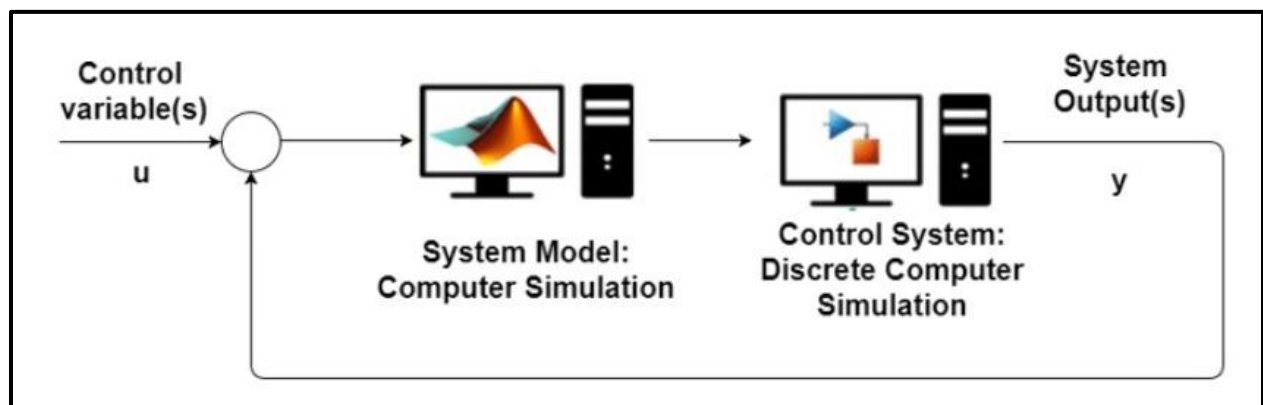 Control
variable(s)
u
System
Output(s)
y
System Model:
Computer Simulation
Control System:
Discrete Computer
Simulation